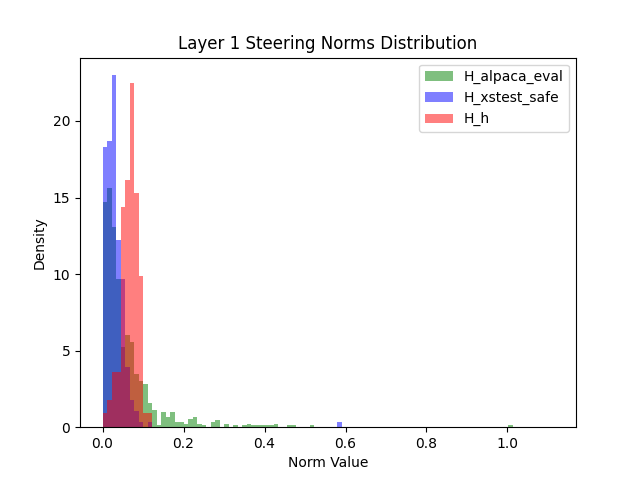 Layer 1 Steering Norms Distribution
H_alpaca_eval
H_xstest_safe
H_h
Density
20
15
10
5
0
0.0 0.2 0.4 0.6 0.8 1.0
Norm Value